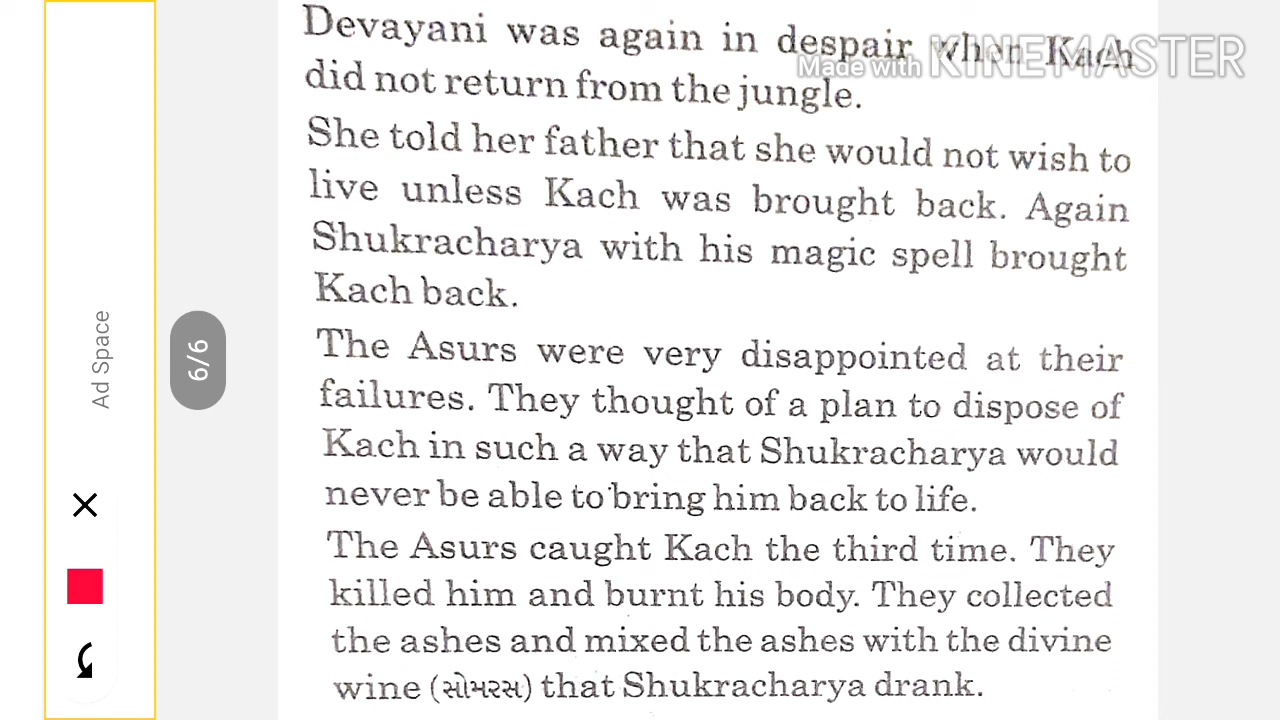 Devayani was again in despair when Kach
Made with KINEMASTER
did not return from the jungle.
She told her father that she would not wish to
live unless Kach was brought back. Again
Shukracharya with his magic spell brought
Kach back.
The Asurs were very disappointed at their
failures. They thought of a plan to dispose of
Kach in such a way that Shukracharya would
never be able to bring him back to life.
The Asurs caught Kach the third time. They
killed him and burnt his body. They collected
the ashes and mixed the ashes with the divine
wine (સોમરસ) that Shukracharya drank.
Ad Space
6/6